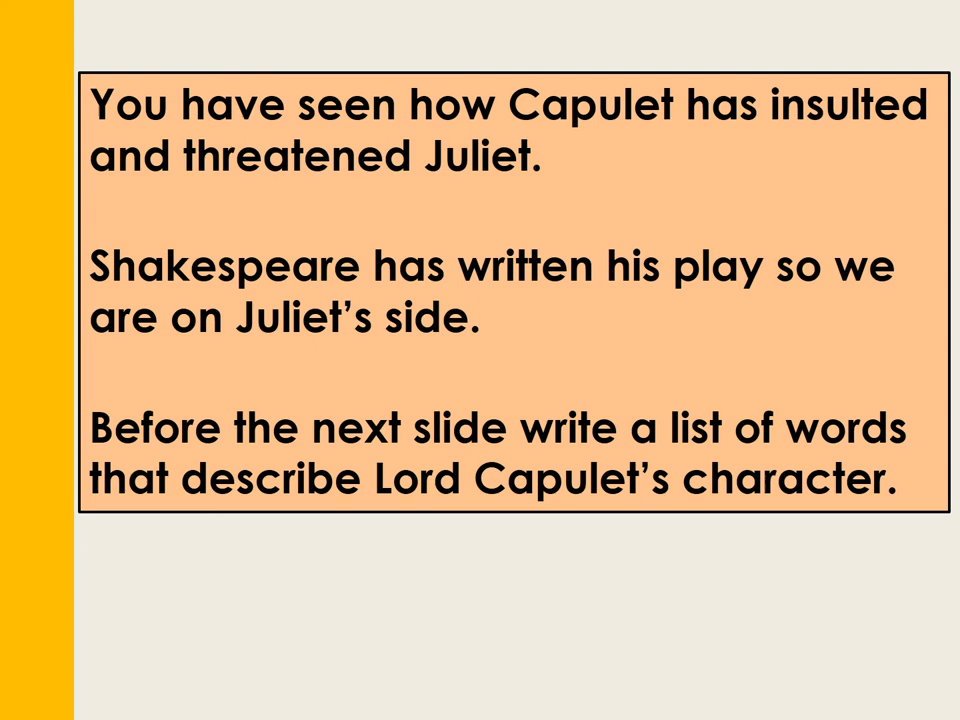 You have seen how Capulet has insulted
and threatened Juliet.
Shakespeare has written his play so we
are on Juliet’s side.
Before the next slide write a list of words
that describe Lord Capulet’s character.